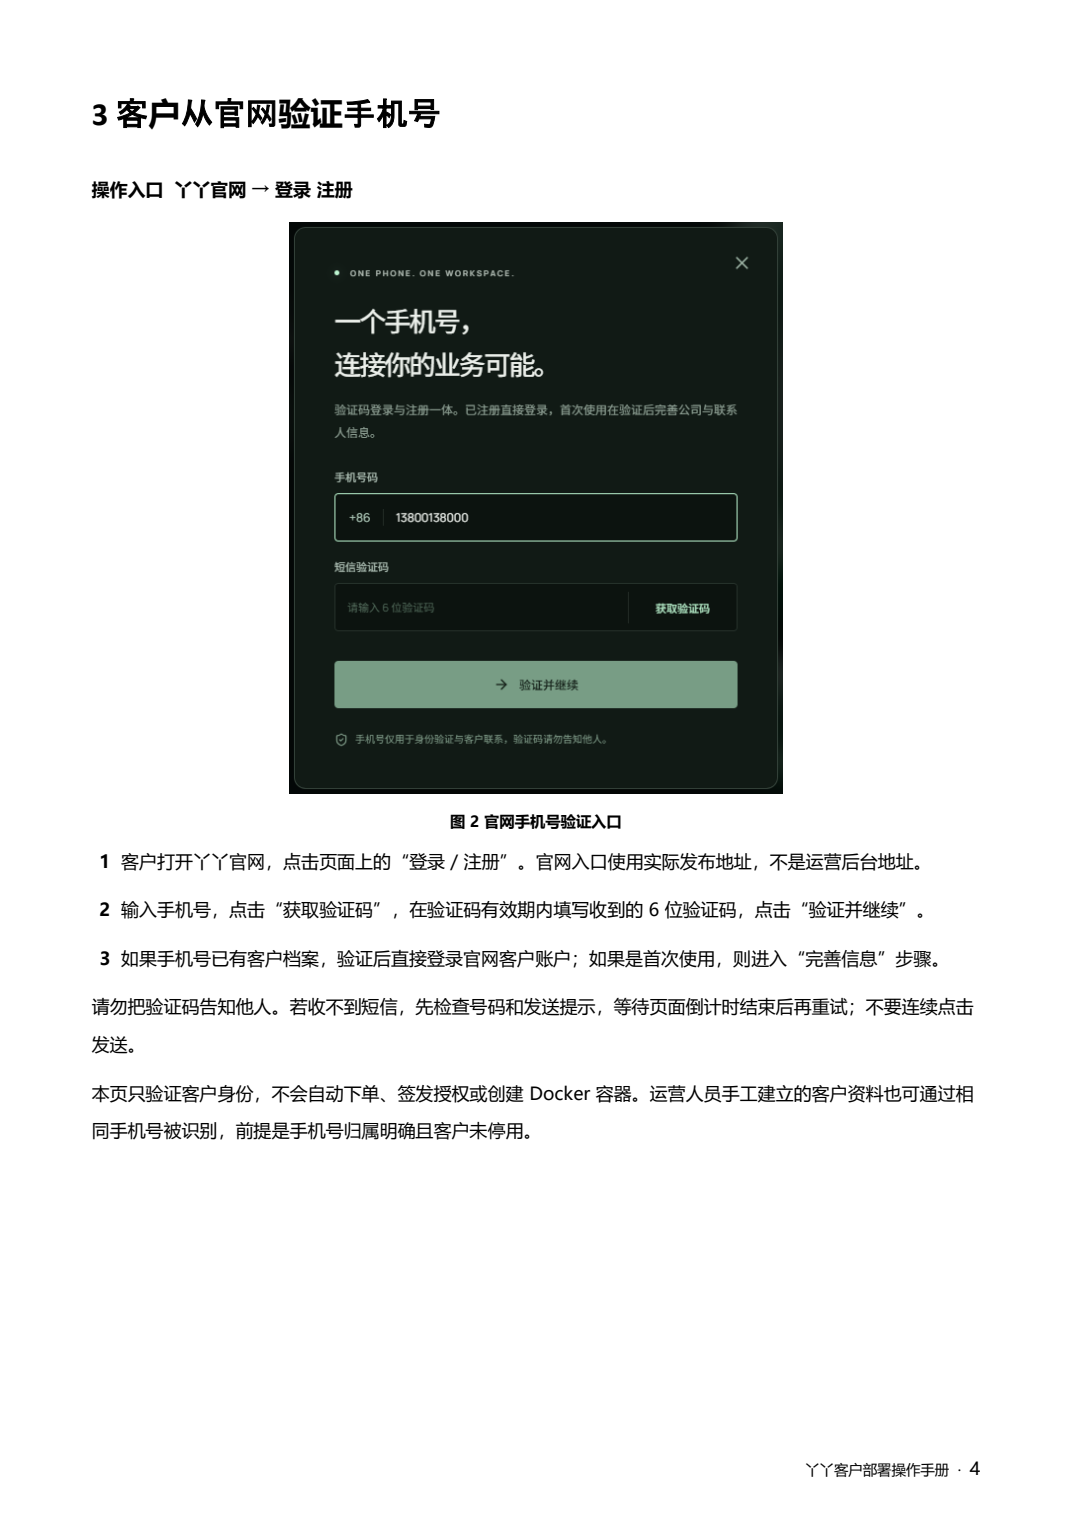 3 客户从官网验证手机号
操作入口 丫丫官网 → 登录 注册
ONE PHONE. ONE WORKSPACE.
一个手机号，
连接你的业务可能。
验证码登录与注册一体。已注册直接登录，首次使用在验证后完善公司与联系
人信息。
手机号码
+86 13800138000
短信验证码
请输入 6 位验证码 获取验证码
→ 验证并继续
手机号仅用于身份验证与客户联系，验证码请勿告知他人。
图 2 官网手机号验证入口
1 客户打开丫丫官网，点击页面上的“登录 / 注册”。官网入口使用实际发布地址，不是运营后台地址。
2 输入手机号，点击“获取验证码”，在验证码有效期内填写收到的 6 位验证码，点击“验证并继续”。
3 如果手机号已有客户档案，验证后直接登录官网客户账户；如果是首次使用，则进入“完善信息”步骤。
请勿把验证码告知他人。若收不到短信，先检查号码和发送提示，等待页面倒计时结束后再重试；不要连续点击
发送。
本页只验证客户身份，不会自动下单、签发授权或创建 Docker 容器。运营人员手工建立的客户资料也可通过相
同手机号被识别，前提是手机号归属明确且客户未停用。
丫丫客户部署操作手册 · 4